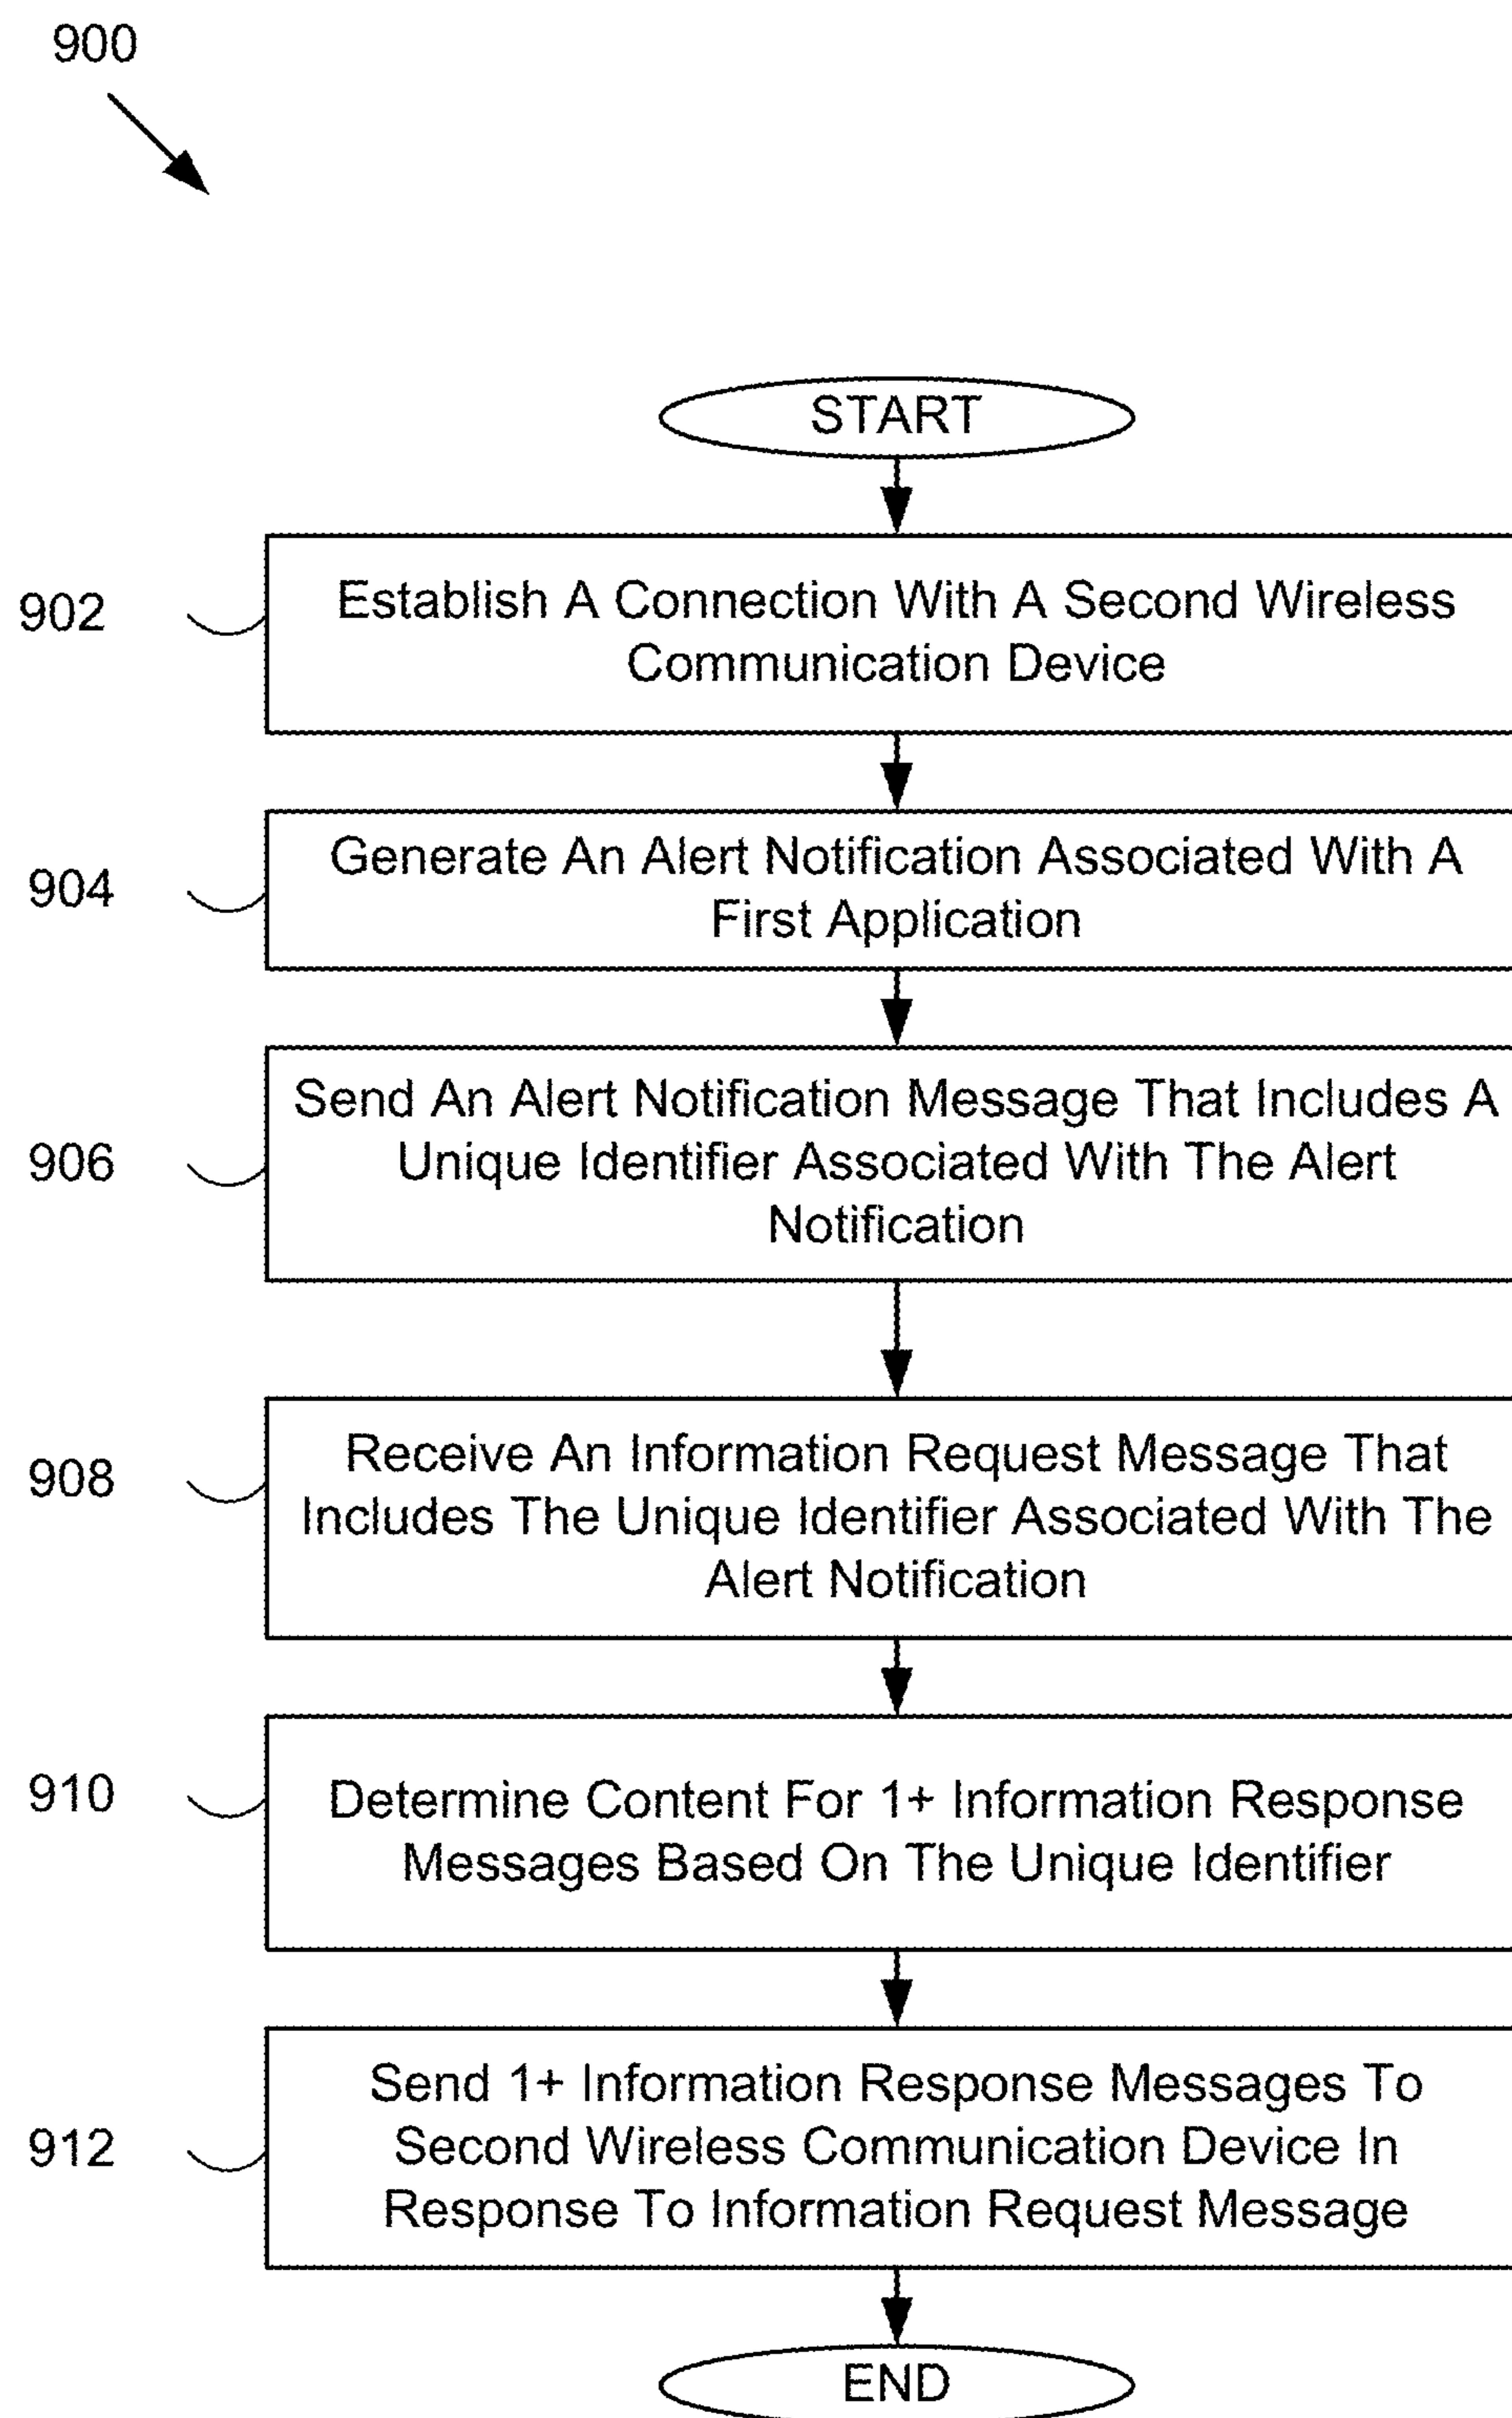 900
START
902
Establish A Connection With A Second Wireless
Communication Device
904
Generate An Alert Notification Associated With A
First Application
906
Send An Alert Notification Message That Includes A
Unique Identifier Associated With The Alert
Notification
908
Receive An Information Request Message That
Includes The Unique Identifier Associated With The
Alert Notification
910
Determine Content For 1+ Information Response
Messages Based On The Unique Identifier
912
Send 1+ Information Response Messages To
Second Wireless Communication Device In
Response To Information Request Message
END